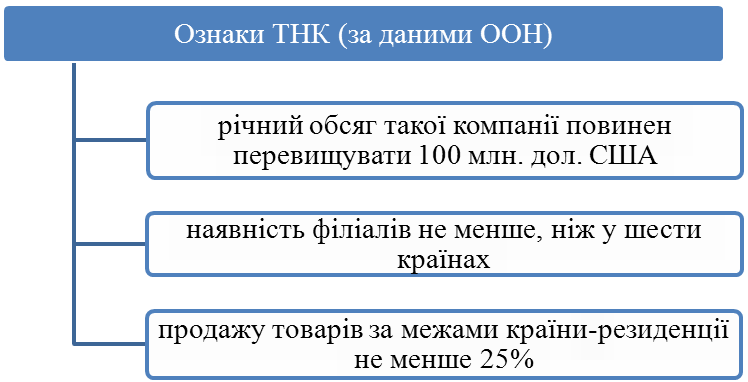 Ознаки ТНК (за даними ООН)
річний обсяг такої компанії повинен
перевищувати 100 млн. дол. США
наявність філіалів не менше, ніж у шести
країнах
продажу товарів за межами країни-резиденції
не менше 25%